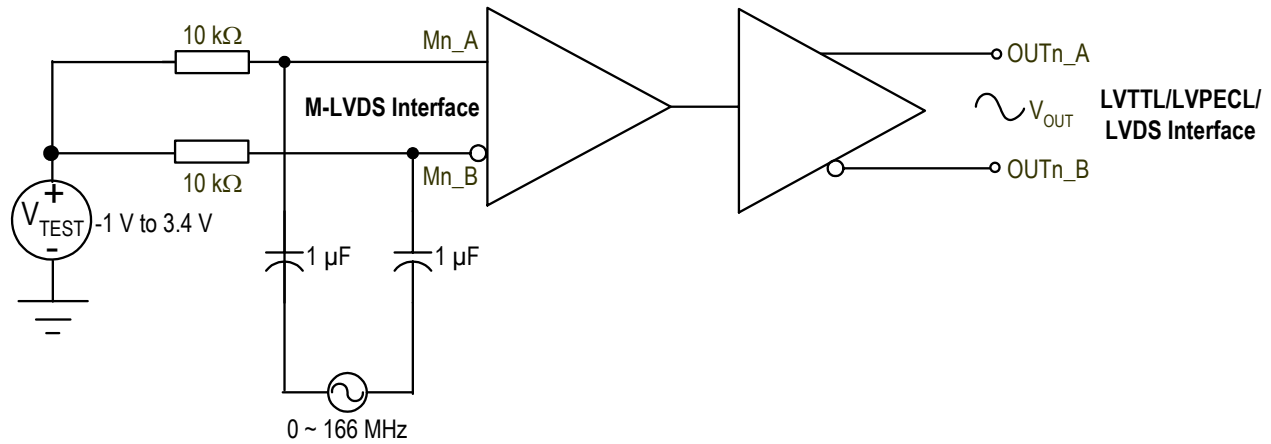 10 kΩ
Mn_A
M-LVDS Interface
10 kΩ
Mn_B
+
V_TEST
-
-1 V to 3.4 V
1 µF
1 µF
0 ~ 166 MHz
OUTn_A
V_OUT
OUTn_B
LVTTL/LVPECL/
LVDS Interface